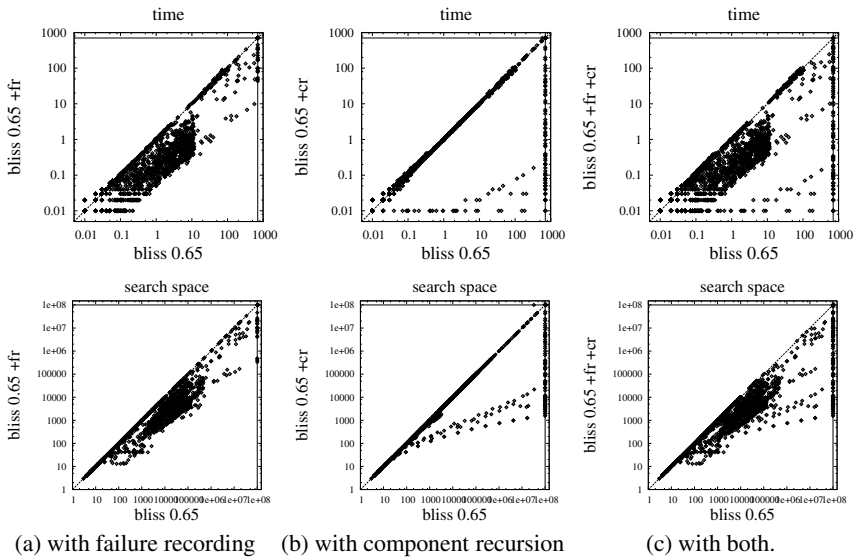 time
1000
100
10
1
0.1
0.01
bliss 0.65 +fr
0.01 0.1 1 10 100 1000
bliss 0.65
time
1000
100
10
1
0.1
0.01
bliss 0.65 +cr
0.01 0.1 1 10 100 1000
bliss 0.65
time
1000
100
10
1
0.1
0.01
bliss 0.65 +fr +cr
0.01 0.1 1 10 100 1000
bliss 0.65
search space
1e+08
1e+07
1e+06
100000
10000
1000
100
10
1
bliss 0.65 +fr
1 10 100 1000 10000 100000 1e+06 1e+07 1e+08
bliss 0.65
search space
1e+08
1e+07
1e+06
100000
10000
1000
100
10
1
bliss 0.65 +cr
1 10 100 1000 10000 100000 1e+06 1e+07 1e+08
bliss 0.65
search space
1e+08
1e+07
1e+06
100000
10000
1000
100
10
1
bliss 0.65 +fr +cr
1 10 100 1000 10000 100000 1e+06 1e+07 1e+08
bliss 0.65
(a) with failure recording
(b) with component recursion
(c) with both.